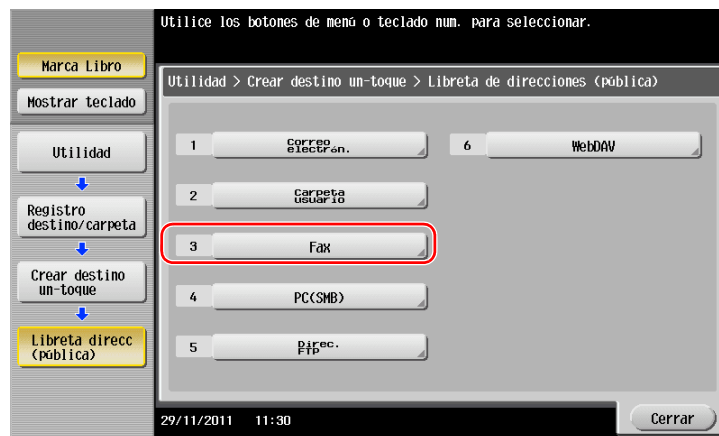 Utilice los botones de menú o teclado num. para seleccionar.
Marca Libro
Mostrar teclado
Utilidad
Registro
destino/carpeta
Crear destino
un-toque
Libreta direcc
(pública)
Utilidad > Crear destino un-toque > Libreta de direcciones (pública)
1 Correo
electrón.
2 Carpeta
usuario
3 Fax
4 PC(SMB)
5 Direc.
FTP
6 WebDAV
29/11/2011 11:30
Cerrar